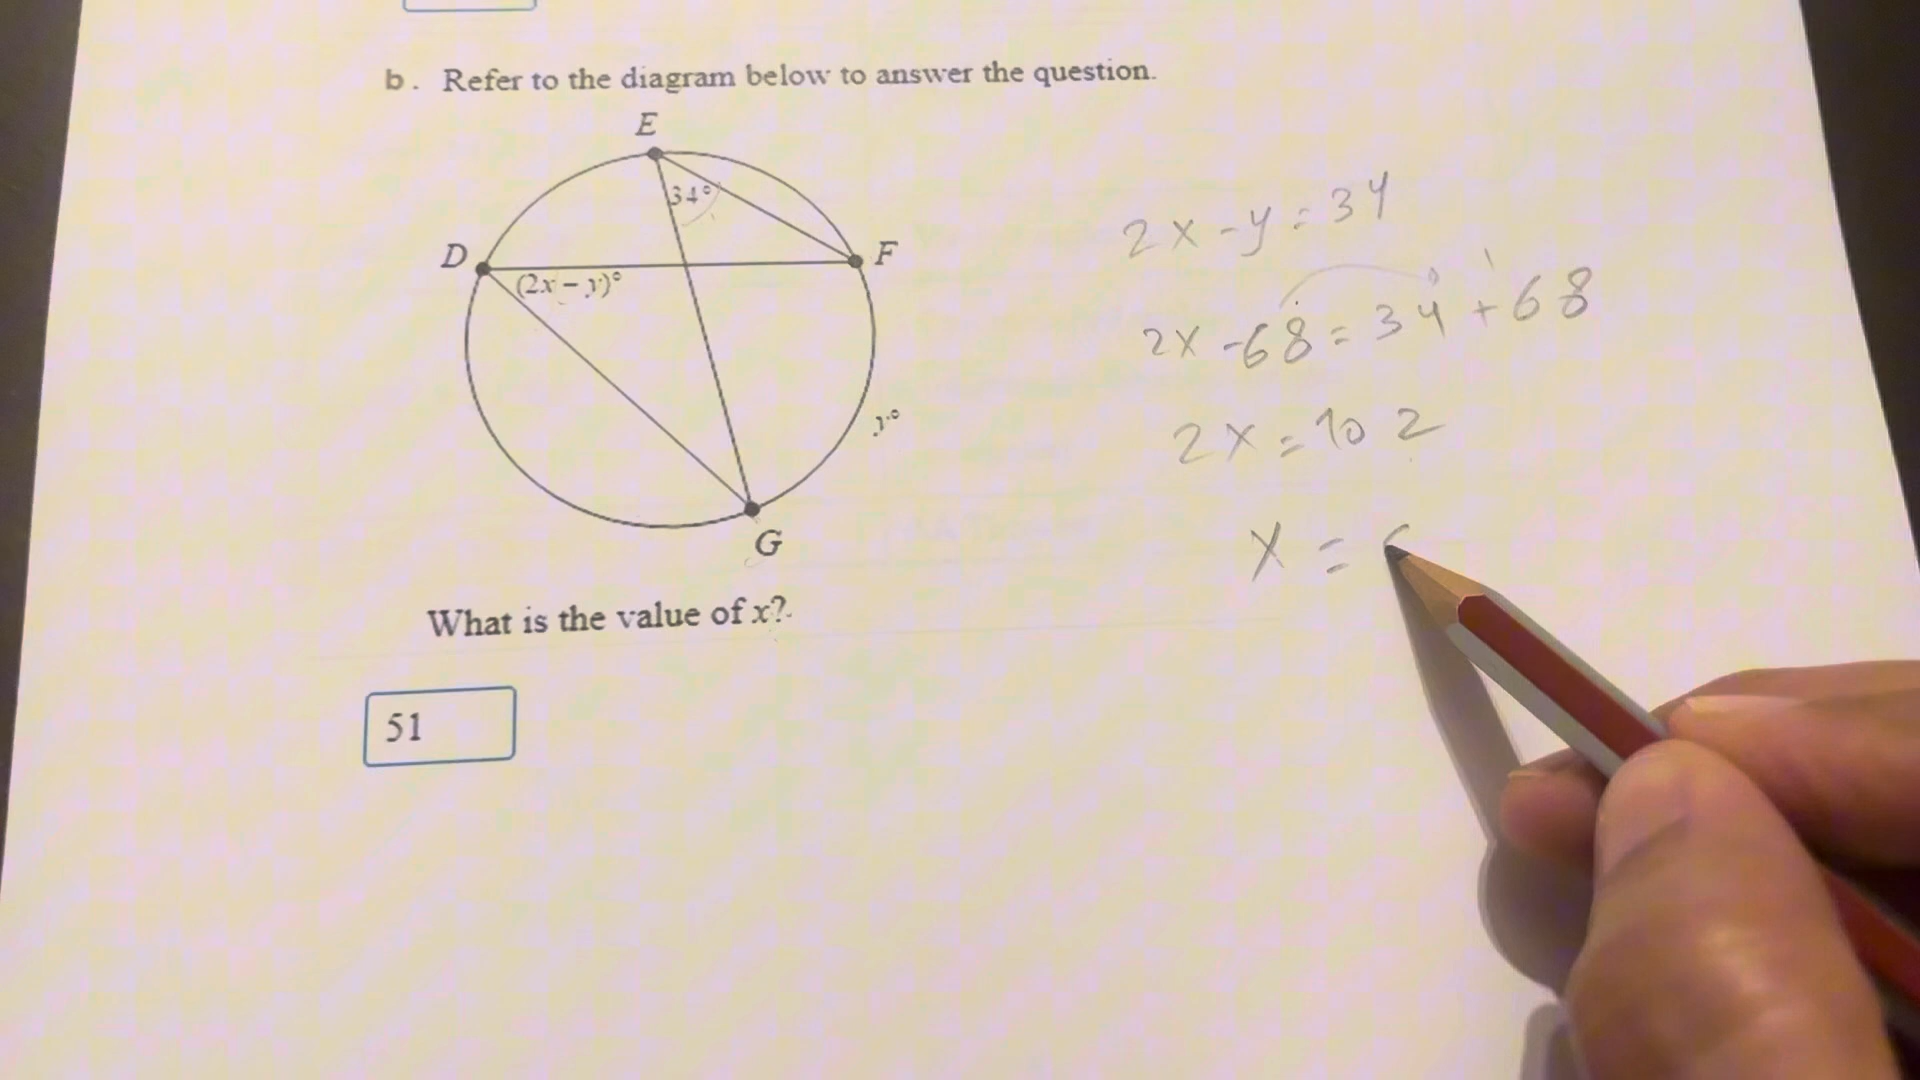 b. Refer to the diagram below to answer the question.
E
34°
D
F
(2x - y)°
y°
G
What is the value of x?
51
2x - y = 34
2x - 68 = 34 + 68
2x = 102
x =